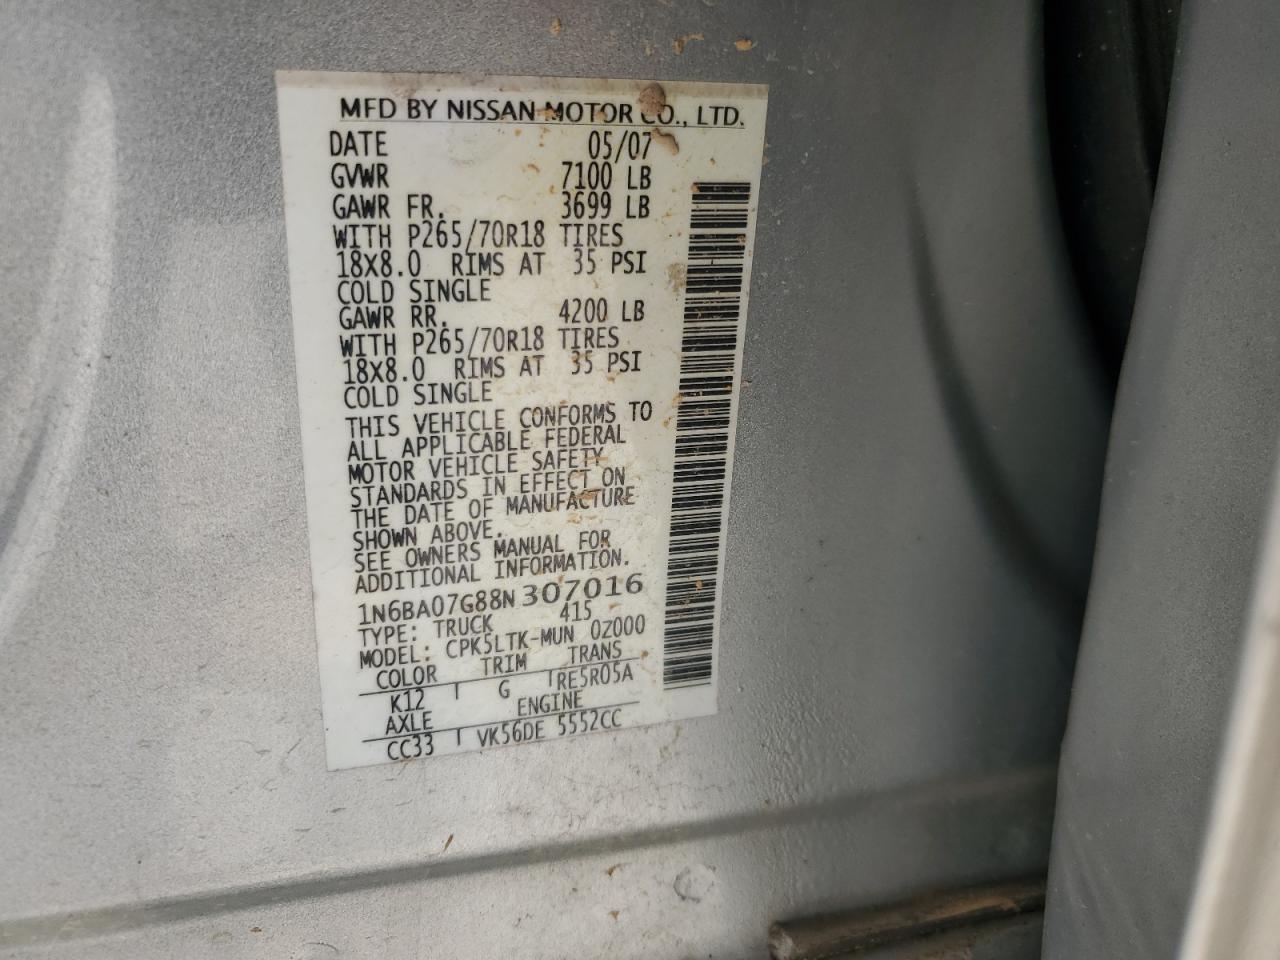 MFD BY NISSAN MOTOR CO., LTD.
DATE 05/07
GVWR 7100 LB
GAWR FR. 3699 LB
WITH P265/70R18 TIRES
18X8.0 RIMS AT 35 PSI
COLD SINGLE
GAWR RR. 4200 LB
WITH P265/70R18 TIRES
18X8.0 RIMS AT 35 PSI
COLD SINGLE
THIS VEHICLE CONFORMS TO
ALL APPLICABLE FEDERAL
MOTOR VEHICLE SAFETY
STANDARDS IN EFFECT ON
THE DATE OF MANUFACTURE
SHOWN ABOVE.
SEE OWNERS MANUAL FOR
ADDITIONAL INFORMATION.
1N6BA07G88N307016
TYPE: TRUCK 415
MODEL: CPK5LTK-MUN 0Z000
COLOR TRIM TRANS
K12 G RE5R05A
AXLE ENGINE
CC33 VK56DE 5552CC